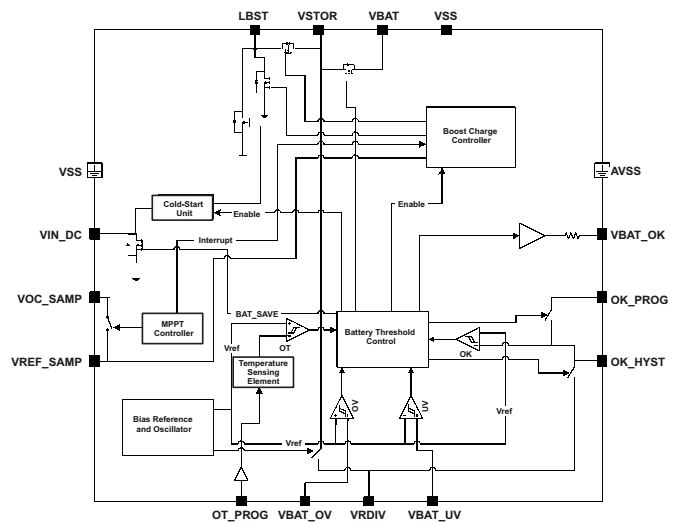 LBST VSTOR VBAT VSS
Boost Charge
Controller
VSS
AVSS
Cold-Start
Unit
Enable
Enable
VIN_DC
Interrupt
VBAT_OK
VOC_SAMP
OK_PROG
BAT_SAVE
MPPT
Controller
Battery Threshold
Control
Vref
OT
OK
VREF_SAMP
OK_HYST
Temperature
Sensing
Element
OV
UV
Vref
Bias Reference
and Oscillator
Vref
OT_PROG VBAT_OV VRDIV VBAT_UV